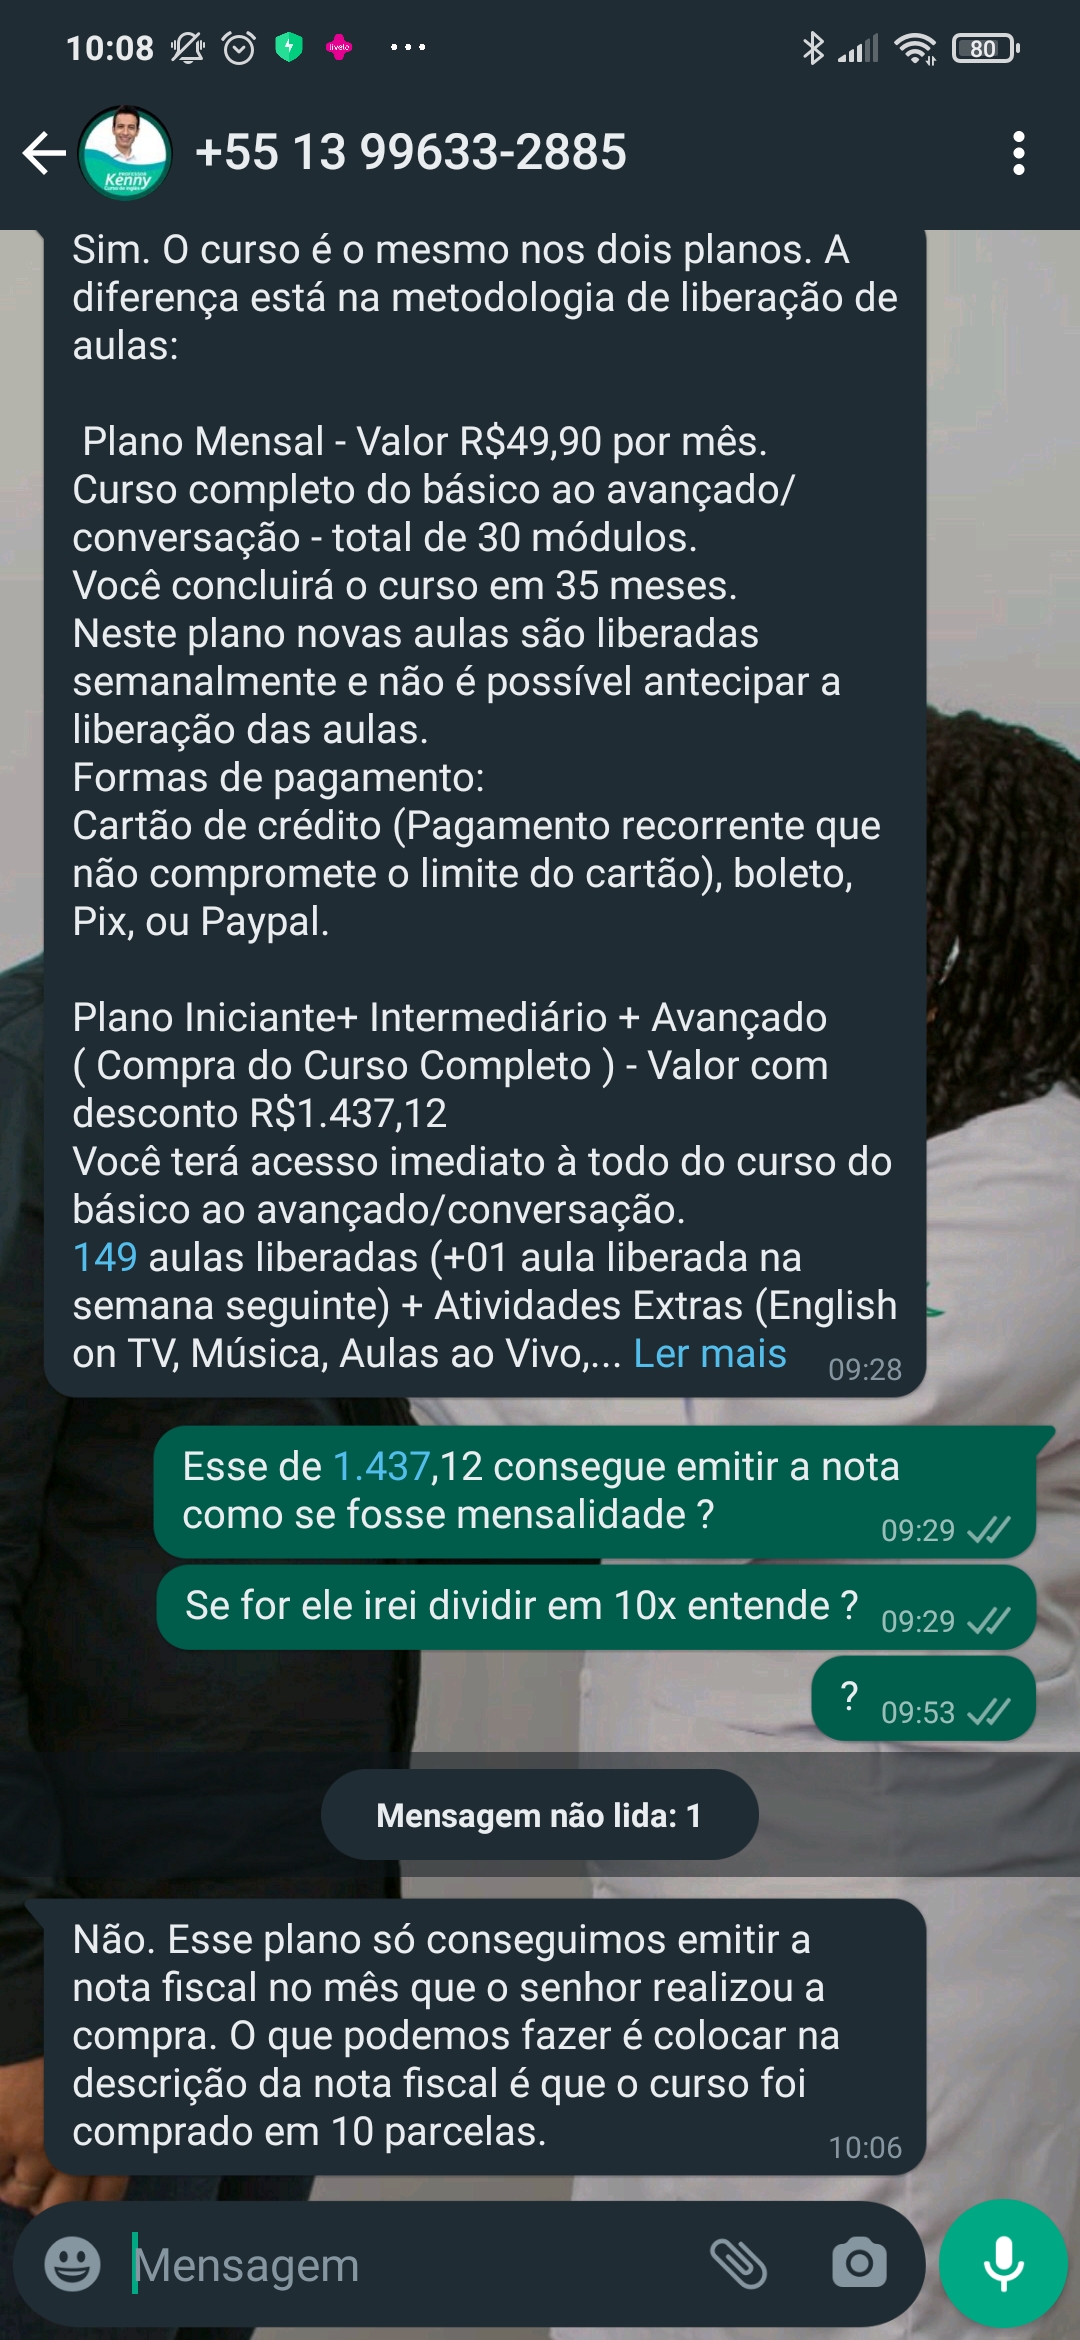 10:08
livelo
80
+55 13 99633-2885
Kenny
Sim. O curso é o mesmo nos dois planos. A
diferença está na metodologia de liberação de
aulas:
Plano Mensal - Valor R$49,90 por mês.
Curso completo do básico ao avançado/
conversação - total de 30 módulos.
Você concluirá o curso em 35 meses.
Neste plano novas aulas são liberadas
semanalmente e não é possível antecipar a
liberação das aulas.
Formas de pagamento:
Cartão de crédito (Pagamento recorrente que
não compromete o limite do cartão), boleto,
Pix, ou Paypal.
Plano Iniciante+ Intermediário + Avançado
( Compra do Curso Completo ) - Valor com
desconto R$1.437,12
Você terá acesso imediato à todo do curso do
básico ao avançado/conversação.
149 aulas liberadas (+01 aula liberada na
semana seguinte) + Atividades Extras (English
on TV, Música, Aulas ao Vivo,... Ler mais
09:28
Esse de 1.437,12 consegue emitir a nota
como se fosse mensalidade ?
09:29
Se for ele irei dividir em 10x entende ?
09:29
?
09:53
Mensagem não lida: 1
Não. Esse plano só conseguimos emitir a
nota fiscal no mês que o senhor realizou a
compra. O que podemos fazer é colocar na
descrição da nota fiscal é que o curso foi
comprado em 10 parcelas.
10:06
Mensagem